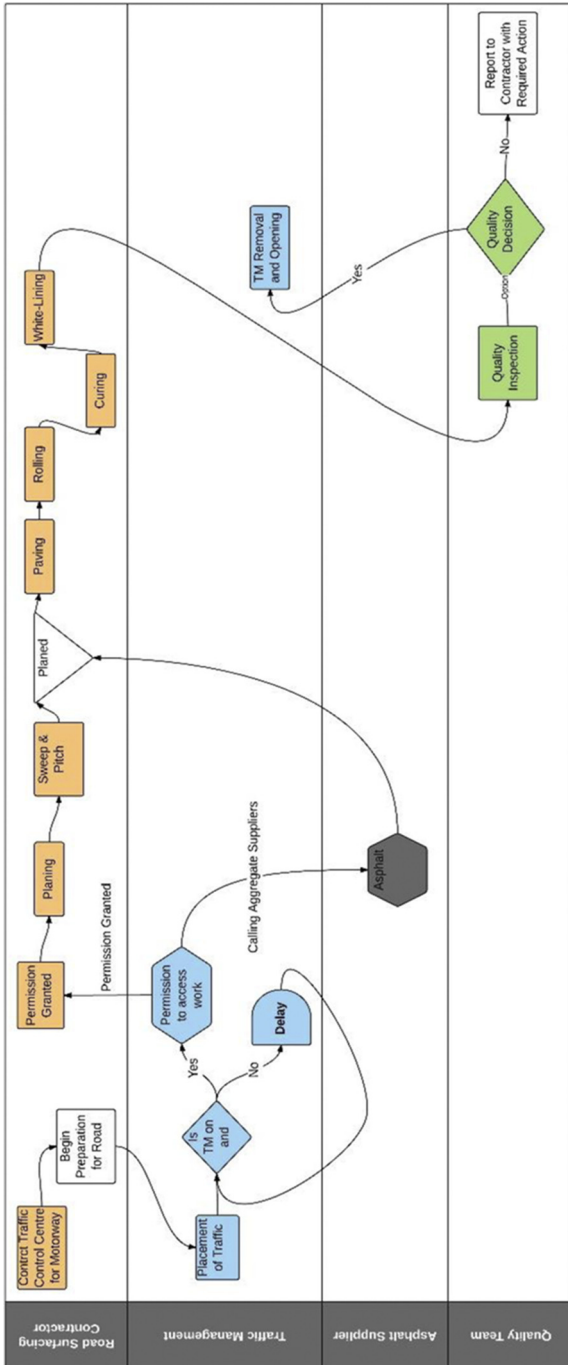 Road Surfacing
Contractor
Contrct Traffic
Control Centre
for Motorway
Begin
Preparation
for Road
Permission
Granted
Planing
Sweep &
Pitch
Planed
Paving
Rolling
Curing
White-Lining
Permission Granted
Traffic Management
Placement
of Traffic
Is
TM on
and
Yes
No
Permission
to access
work
Delay
Calling Aggregate Suppliers
TM Removal
and Opening
Asphalt Supplier
Asphalt
Yes
Quality Team
Quality
Inspection
Option
Quality
Decision
No
Report to
Contractor with
Required Action